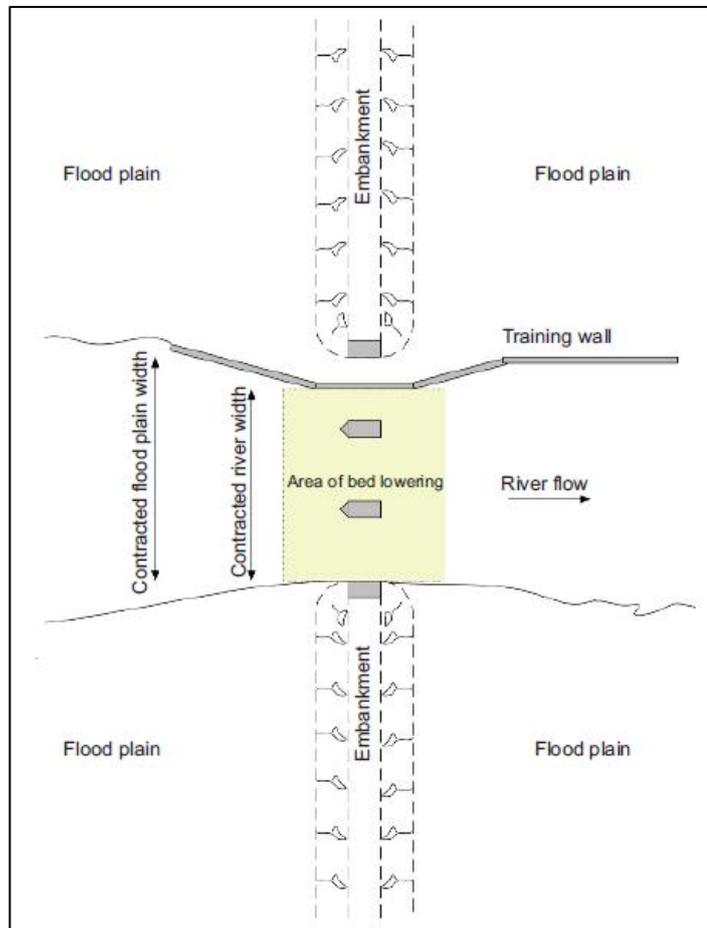 Embankment
Flood plain
Flood plain
Training wall
Contracted flood plain width
Contracted river width
Area of bed lowering
River flow
Embankment
Flood plain
Flood plain